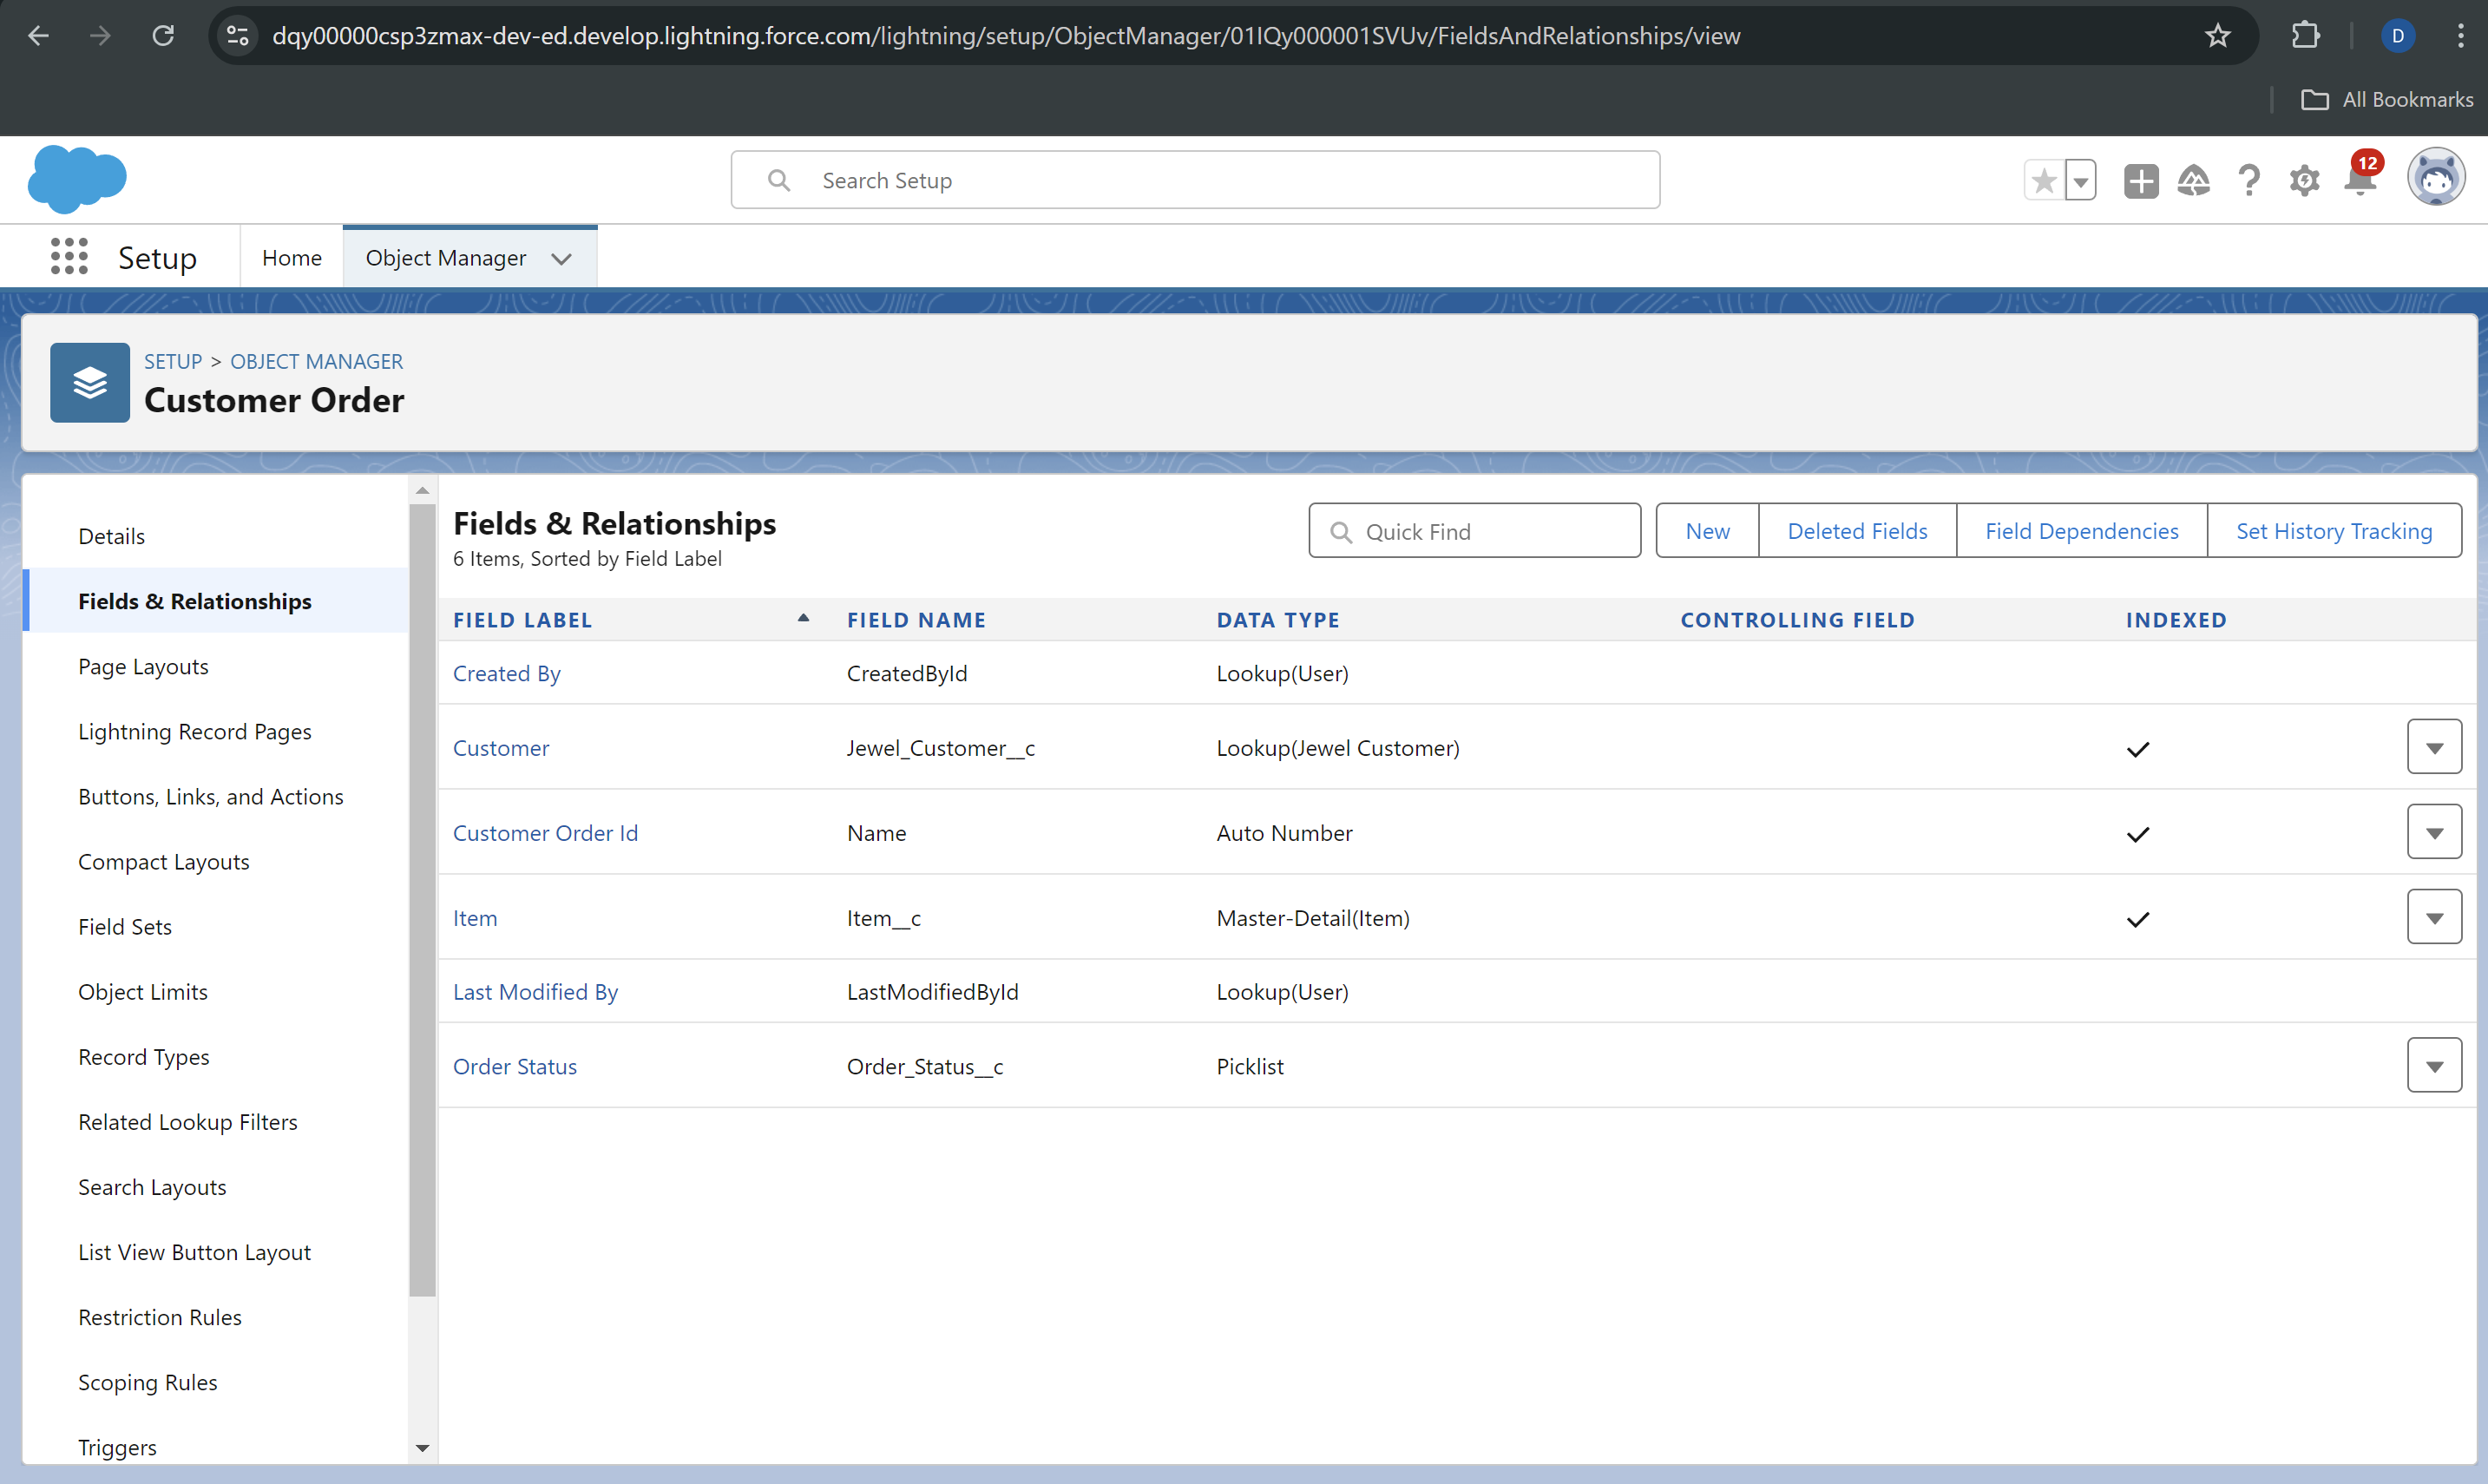 dqy00000csp3zmax-dev-ed.develop.lightning.force.com/lightning/setup/ObjectManager/01IQy000001SVUv/FieldsAndRelationships/view
D
All Bookmarks
Search Setup
12
Setup
Home
Object Manager
SETUP > OBJECT MANAGER
Customer Order
Details
Fields & Relationships
Page Layouts
Lightning Record Pages
Buttons, Links, and Actions
Compact Layouts
Field Sets
Object Limits
Record Types
Related Lookup Filters
Search Layouts
List View Button Layout
Restriction Rules
Scoping Rules
Triggers
Fields & Relationships
6 Items, Sorted by Field Label
Quick Find
New
Deleted Fields
Field Dependencies
Set History Tracking
FIELD LABEL FIELD NAME DATA TYPE CONTROLLING FIELD INDEXED
Created By CreatedById Lookup(User)
Customer Jewel_Customer__c Lookup(Jewel Customer)
Customer Order Id Name Auto Number
Item Item__c Master-Detail(Item)
Last Modified By LastModifiedById Lookup(User)
Order Status Order_Status__c Picklist